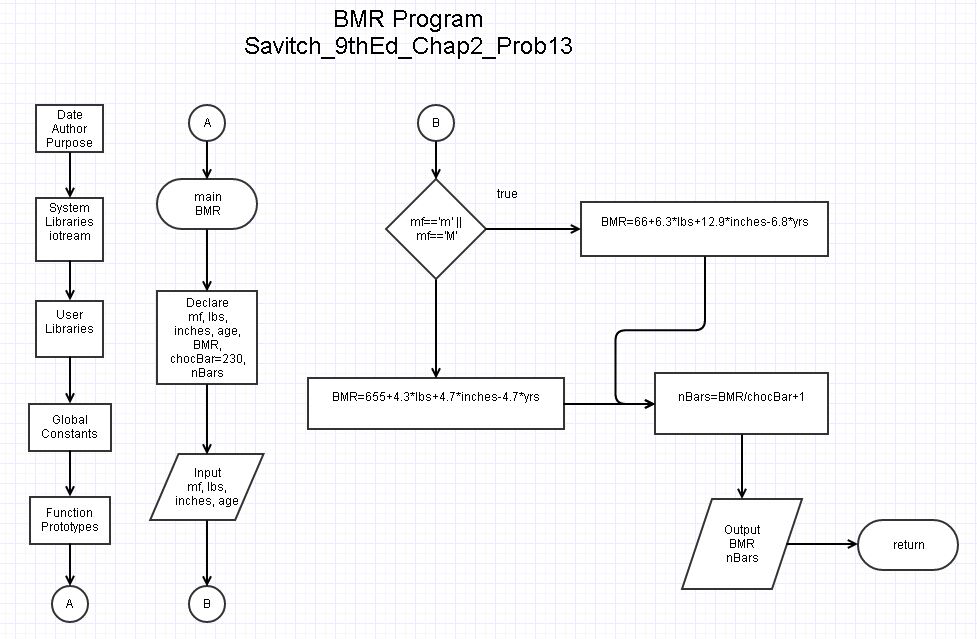 BMR Program
Savitch_9thEd_Chap2_Prob13
Date
Author
Purpose
System
Libraries
iotream
User
Libraries
Global
Constants
Function
Prototypes
A
A
main
BMR
Declare
mf, lbs,
inches, age,
BMR,
chocBar=230,
nBars
Input
mf, lbs,
inches, age
B
B
mf=='m' ||
mf=='M'
true
BMR=66+6.3*lbs+12.9*inches-6.8*yrs
BMR=655+4.3*lbs+4.7*inches-4.7*yrs
nBars=BMR/chocBar+1
Output
BMR
nBars
return